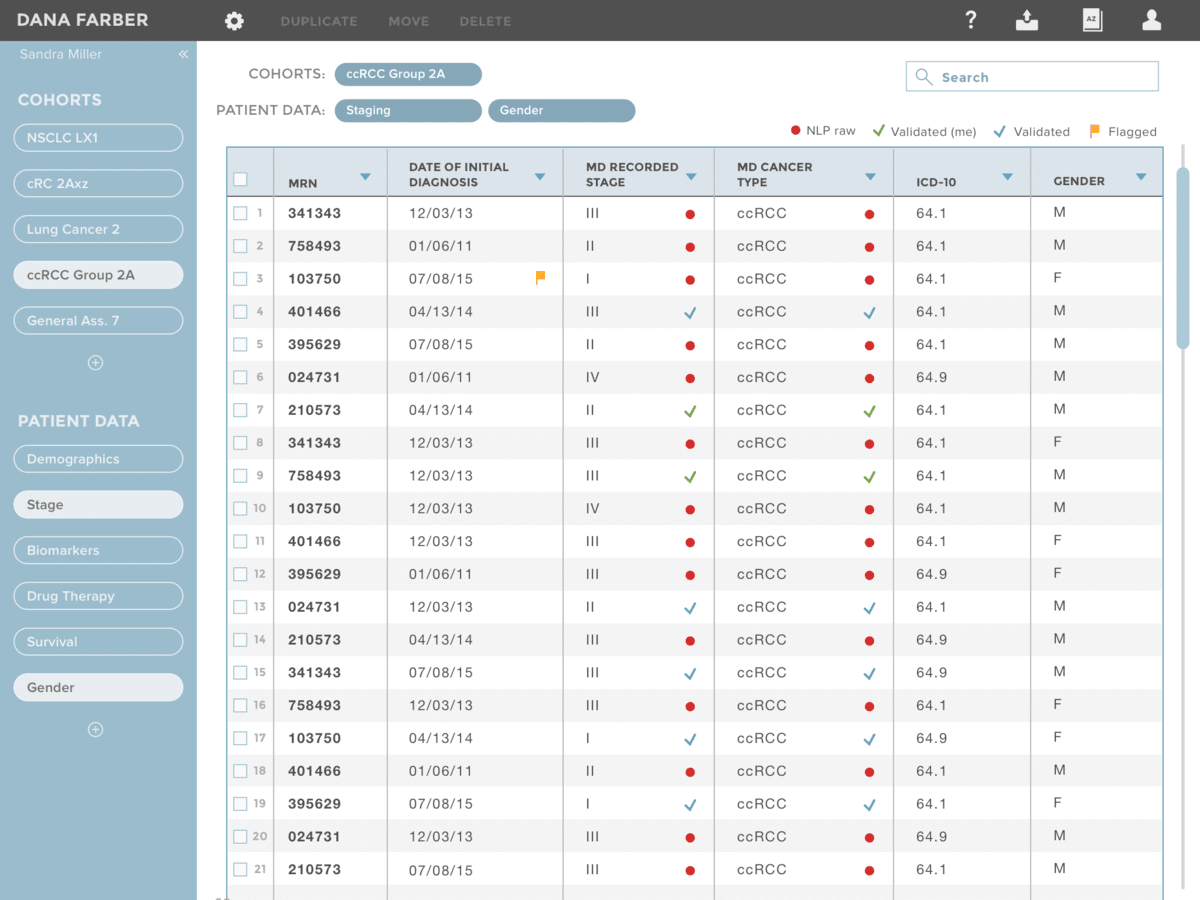 DANA FARBER DUPLICATE MOVE DELETE ? AZ
Sandra Miller «
COHORTS
NSCLC LX1
cRC 2Axz
Lung Cancer 2
ccRCC Group 2A
General Ass. 7
PATIENT DATA
Demographics
Stage
Biomarkers
Drug Therapy
Survival
Gender
COHORTS: ccRCC Group 2A
Search
PATIENT DATA: Staging Gender
NLP raw Validated (me) Validated Flagged
MRN DATE OF INITIAL DIAGNOSIS MD RECORDED STAGE MD CANCER TYPE ICD-10 GENDER
1 341343 12/03/13 III ccRCC 64.1 M
2 758493 01/06/11 II ccRCC 64.1 M
3 103750 07/08/15 I ccRCC 64.1 F
4 401466 04/13/14 III ccRCC 64.1 M
5 395629 07/08/15 II ccRCC 64.1 M
6 024731 01/06/11 IV ccRCC 64.9 M
7 210573 04/13/14 II ccRCC 64.1 M
8 341343 12/03/13 III ccRCC 64.1 F
9 758493 12/03/13 III ccRCC 64.1 M
10 103750 12/03/13 IV ccRCC 64.1 M
11 401466 12/03/13 III ccRCC 64.1 F
12 395629 01/06/11 III ccRCC 64.9 F
13 024731 12/03/13 II ccRCC 64.1 M
14 210573 04/13/14 III ccRCC 64.9 M
15 341343 07/08/15 III ccRCC 64.9 M
16 758493 12/03/13 III ccRCC 64.1 F
17 103750 04/13/14 I ccRCC 64.9 F
18 401466 01/06/11 II ccRCC 64.1 M
19 395629 07/08/15 I ccRCC 64.1 F
20 024731 12/03/13 III ccRCC 64.9 M
21 210573 07/08/15 III ccRCC 64.1 M